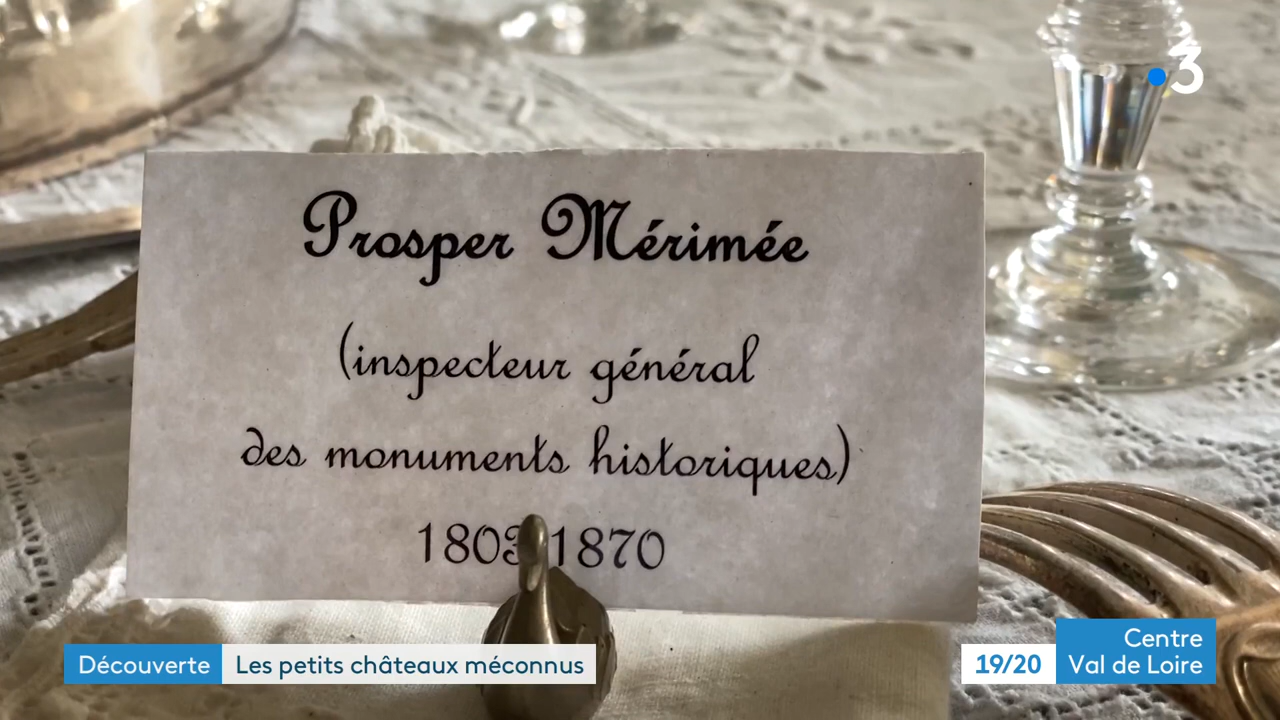 3
Prosper Mérimée
(inspecteur général
des monuments historiques)
1803 1870
Découverte
Les petits châteaux méconnus
19/20
Centre
Val de Loire